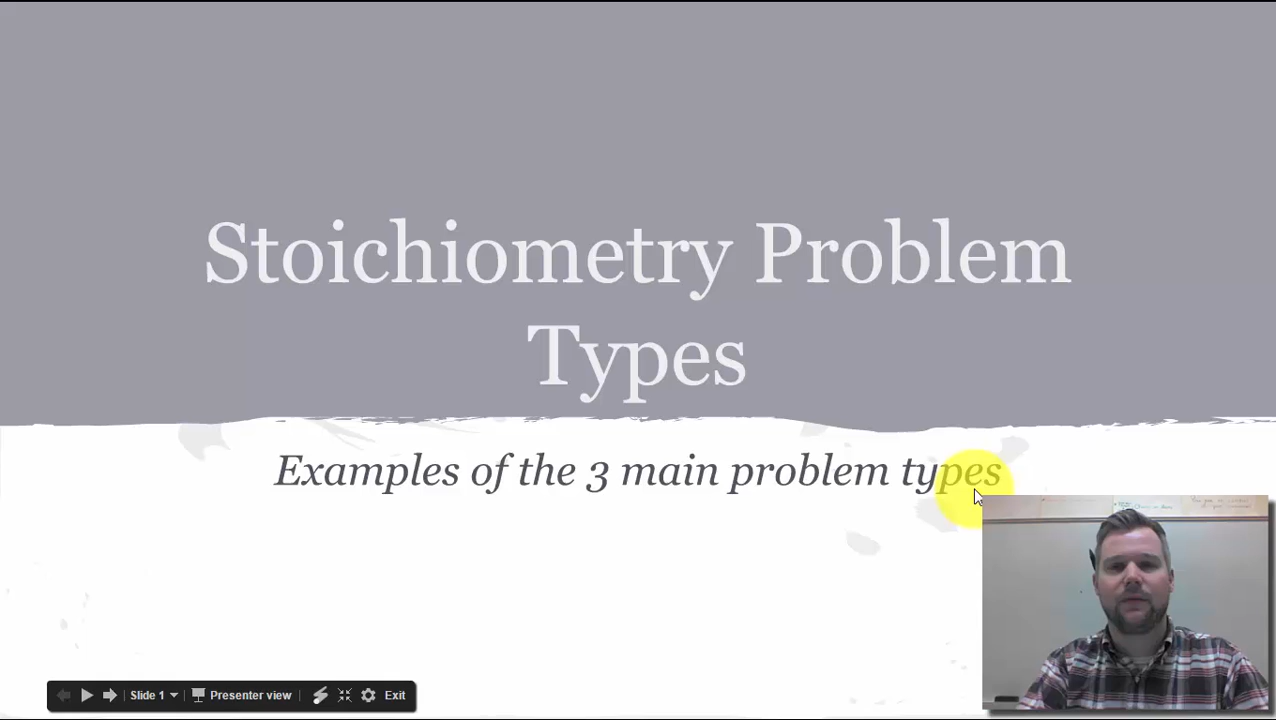 Stoichiometry Problem
Types
Examples of the 3 main problem types
Slide 1
Presenter view
Exit